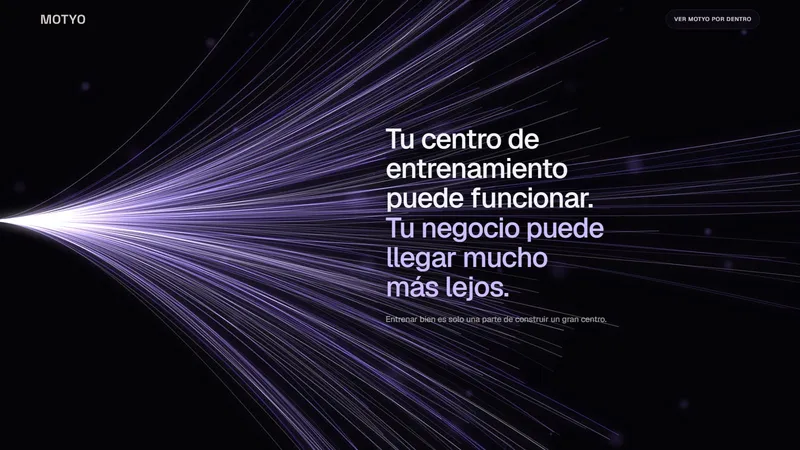 MOTYO
VER MOTYO POR DENTRO
Tu centro de
entrenamiento
puede funcionar.
Tu negocio puede
llegar mucho
más lejos.
Entrenar bien es solo una parte de construir un gran centro.